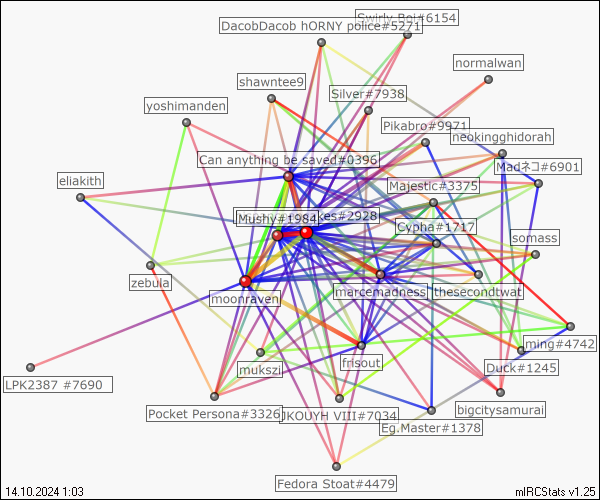 Swirly Boi#6154
DacobDacob hORNY police#5271
normalwan
shawntee9
Silver#7938
yoshimanden
Pikabro#9971
neokingghidorah
Can anything be saved#0396
Madネコ#6901
eliakith
Majestic#3375
kes#2928
Mushy#1984
Cypha#1717
somass
zebula
moonraven
marcemadness
thesecondtwat
ming#4742
mukszi
frisout
Duck#1245
LPK2387 #7690
Pocket Persona#3326
JKOUYH VIII#7034
bigcitysamurai
Eg.Master#1378
Fedora Stoat#4479
14.10.2024 1:03
mIRCStats v1.25